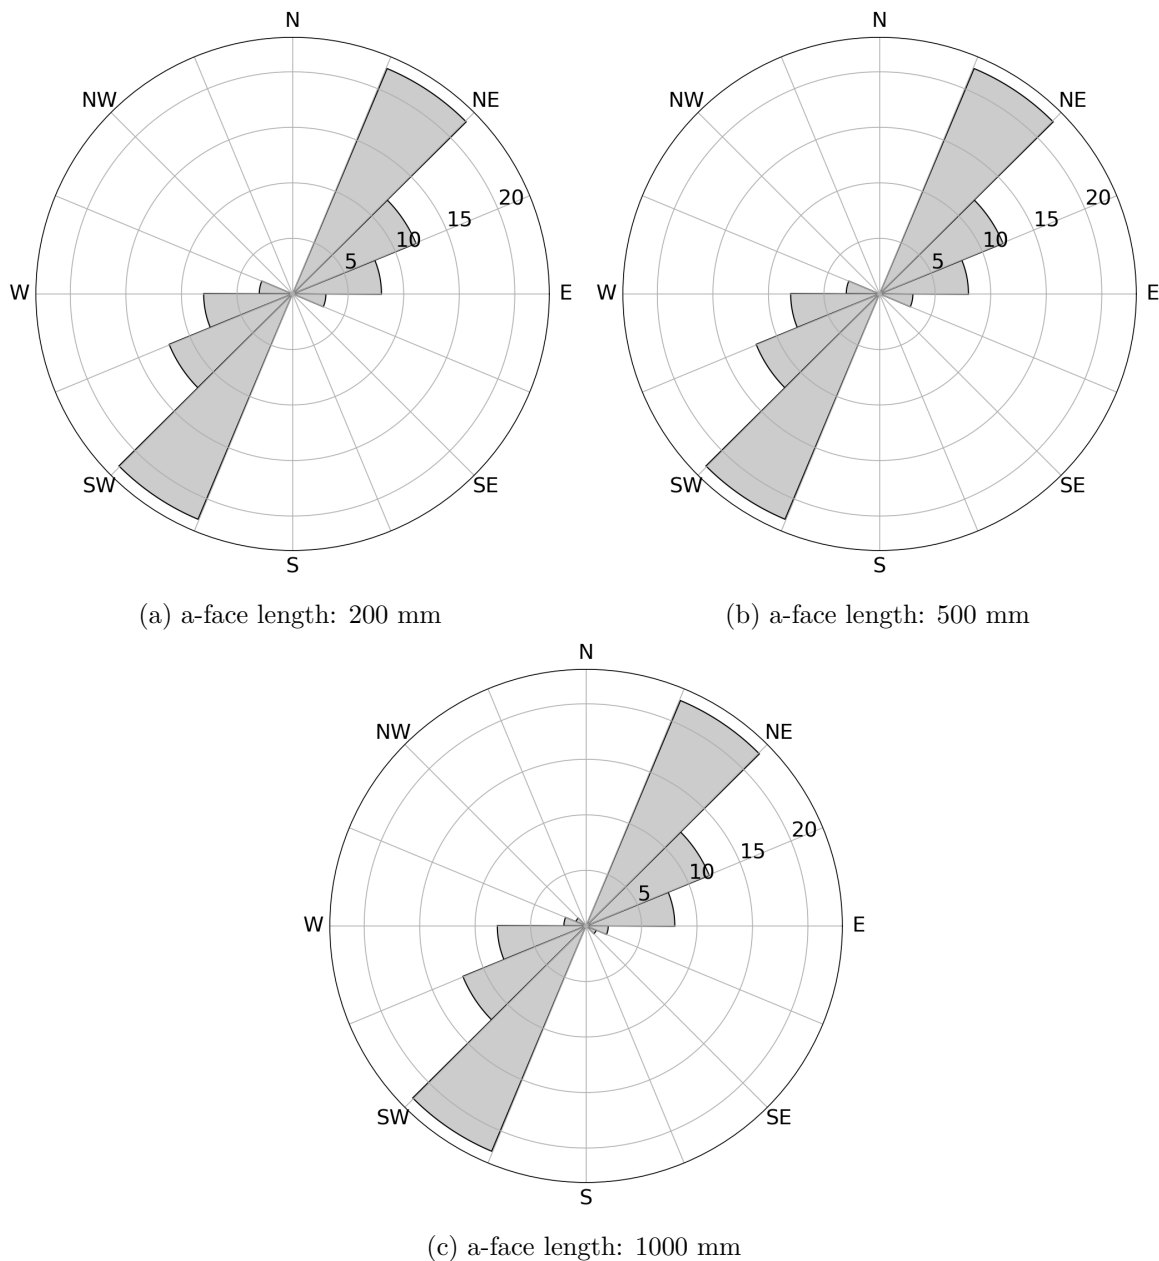 N N
NW NE NW NE
20 20
15 15
10 10
5 5
W E W E
SW SE SW SE
S S
(a) a-face length: 200 mm (b) a-face length: 500 mm
N
NW NE
20
15
10
5
W E
SW SE
S
(c) a-face length: 1000 mm